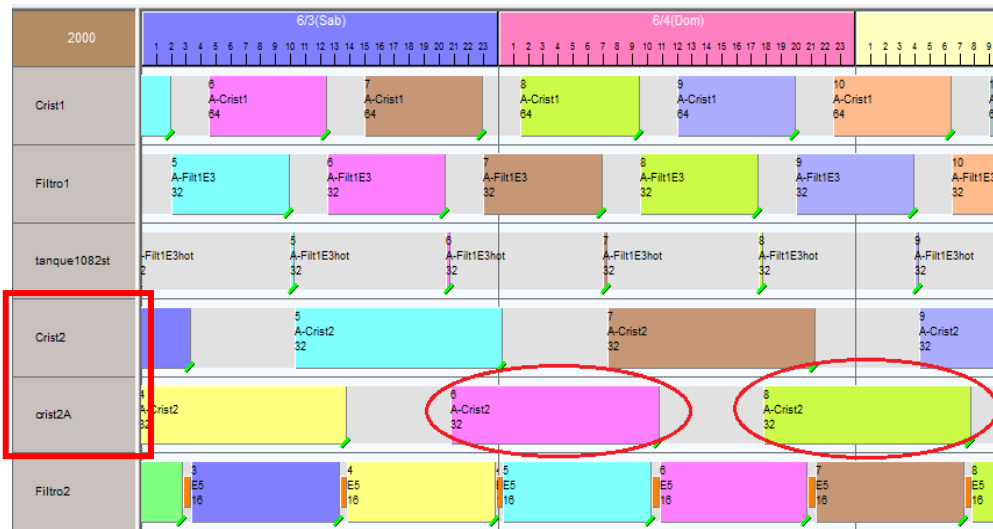 2000
6/3(Sab)
6/4(Dom)
1 2 3 4 5 6 7 8 9 10 11 12 13 14 15 16 17 18 19 20 21 22 23
1 2 3 4 5 6 7 8 9 10 11 12 13 14 15 16 17 18 19 20 21 22 23
1 2 3 4 5 6 7 8 9
Crist1
6
A-Crist1
64
7
A-Crist1
64
8
A-Crist1
64
9
A-Crist1
64
10
A-Crist1
64
Filtro1
5
A-Filt1E3
32
6
A-Filt1E3
32
7
A-Filt1E3
32
8
A-Filt1E3
32
9
A-Filt1E3
32
10
A-Filt1E3
32
tanque1082st
-Filt1E3hot
2
5
A-Filt1E3hot
32
6
A-Filt1E3hot
32
7
A-Filt1E3hot
32
8
A-Filt1E3hot
32
9
A-Filt1E3hot
32
Crist2
5
A-Crist2
32
7
A-Crist2
32
9
A-Crist2
32
crist2A
4
A-Crist2
32
6
A-Crist2
32
8
A-Crist2
32
Filtro2
3
E5
16
4
E5
16
5
E5
16
6
E5
16
7
E5
16
8
E5
16